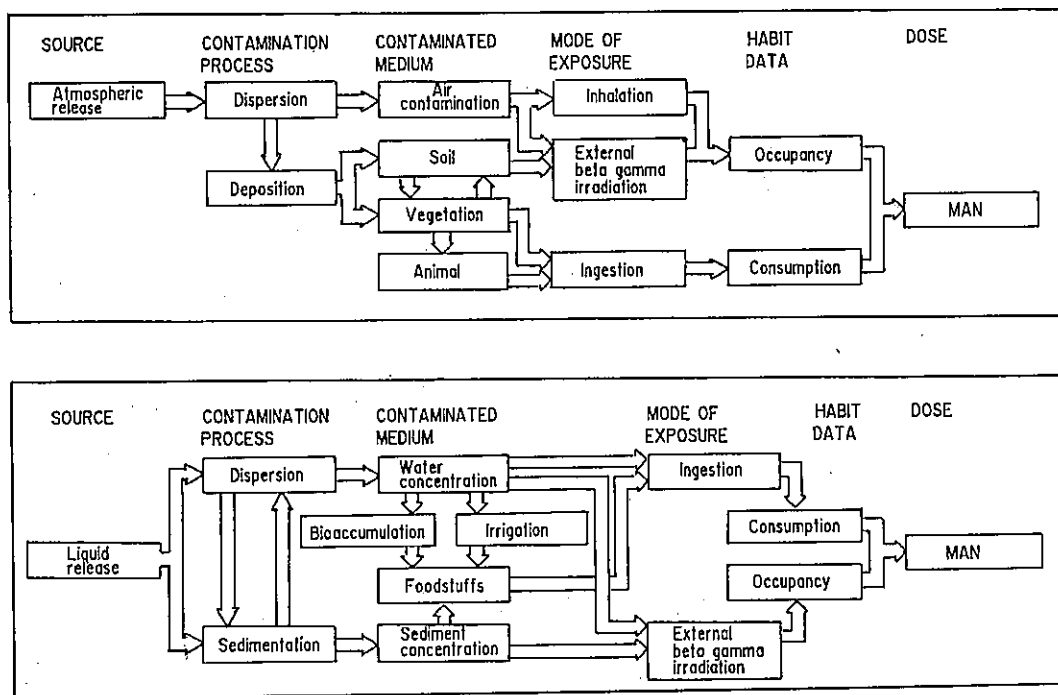 SOURCE
CONTAMINATION PROCESS
CONTAMINATED MEDIUM
MODE OF EXPOSURE
HABIT DATA
DOSE
Atmospheric release
Dispersion
Air contamination
Inhalation
Deposition
Soil
External beta gamma irradiation
Occupancy
Vegetation
MAN
Animal
Ingestion
Consumption
SOURCE
CONTAMINATION PROCESS
CONTAMINATED MEDIUM
MODE OF EXPOSURE
HABIT DATA
DOSE
Dispersion
Water concentration
Ingestion
Bioaccumulation
Irrigation
Consumption
Liquid release
MAN
Foodstuffs
Occupancy
Sedimentation
Sediment concentration
External beta gamma irradiation